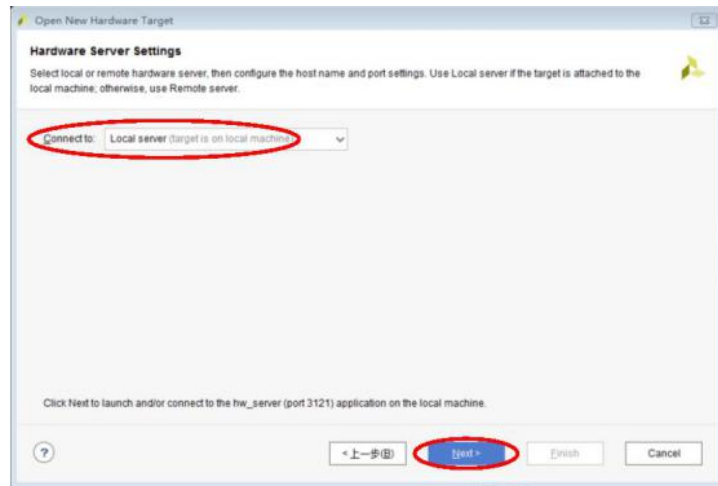 Open New Hardware Target
Hardware Server Settings
Select local or remote hardware server, then configure the host name and port settings. Use Local server if the target is attached to the
local machine; otherwise, use Remote server.
Connect to: Local server (target is on local machine)
Click Next to launch and/or connect to the hw_server (port 3121) application on the local machine.
? <上一步(B) Next > Finish Cancel